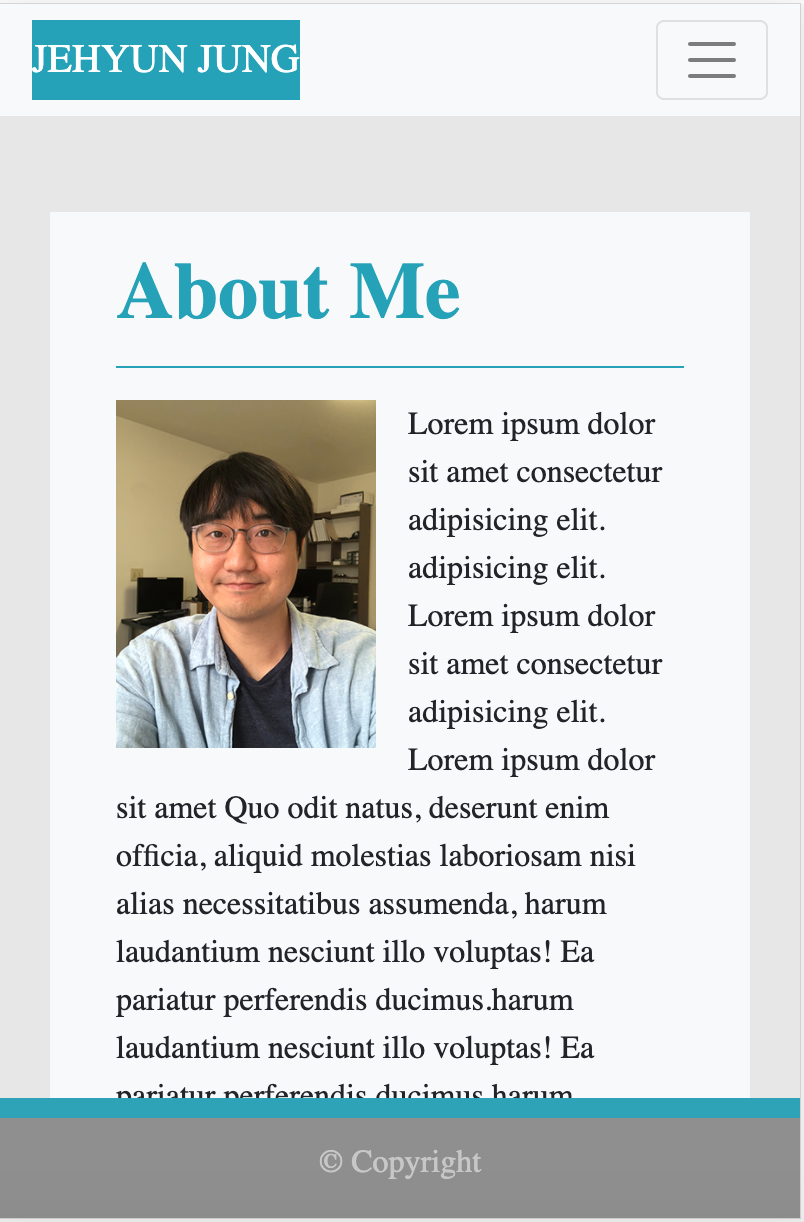 JEHYUN JUNG
About Me
Lorem ipsum dolor
sit amet consectetur
adipisicing elit.
adipisicing elit.
Lorem ipsum dolor
sit amet consectetur
adipisicing elit.
Lorem ipsum dolor
sit amet Quo odit natus, deserunt enim
officia, aliquid molestias laboriosam nisi
alias necessitatibus assumenda, harum
laudantium nesciunt illo voluptas! Ea
pariatur perferendis ducimus.harum
laudantium nesciunt illo voluptas! Ea
pariatur perferendis ducimus.harum
© Copyright